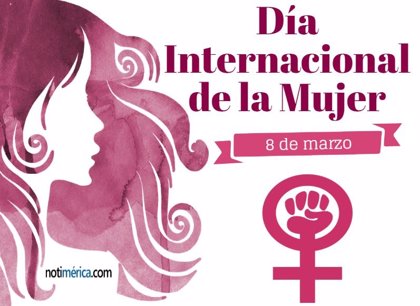 Día
Internacional
de la Mujer
8 de marzo
notimérica.com